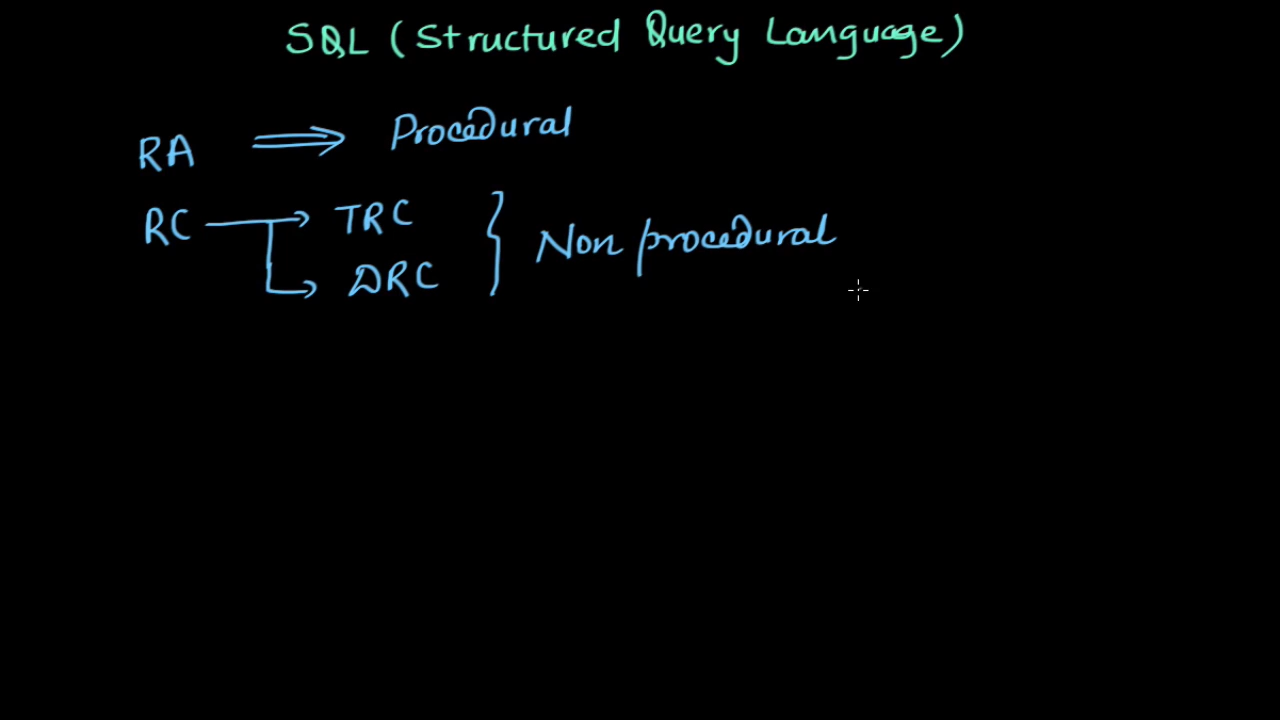 SQL (Structured Query Language)
RA ⟹ Procedural
RC → TRC } Non procedural
→ DRC